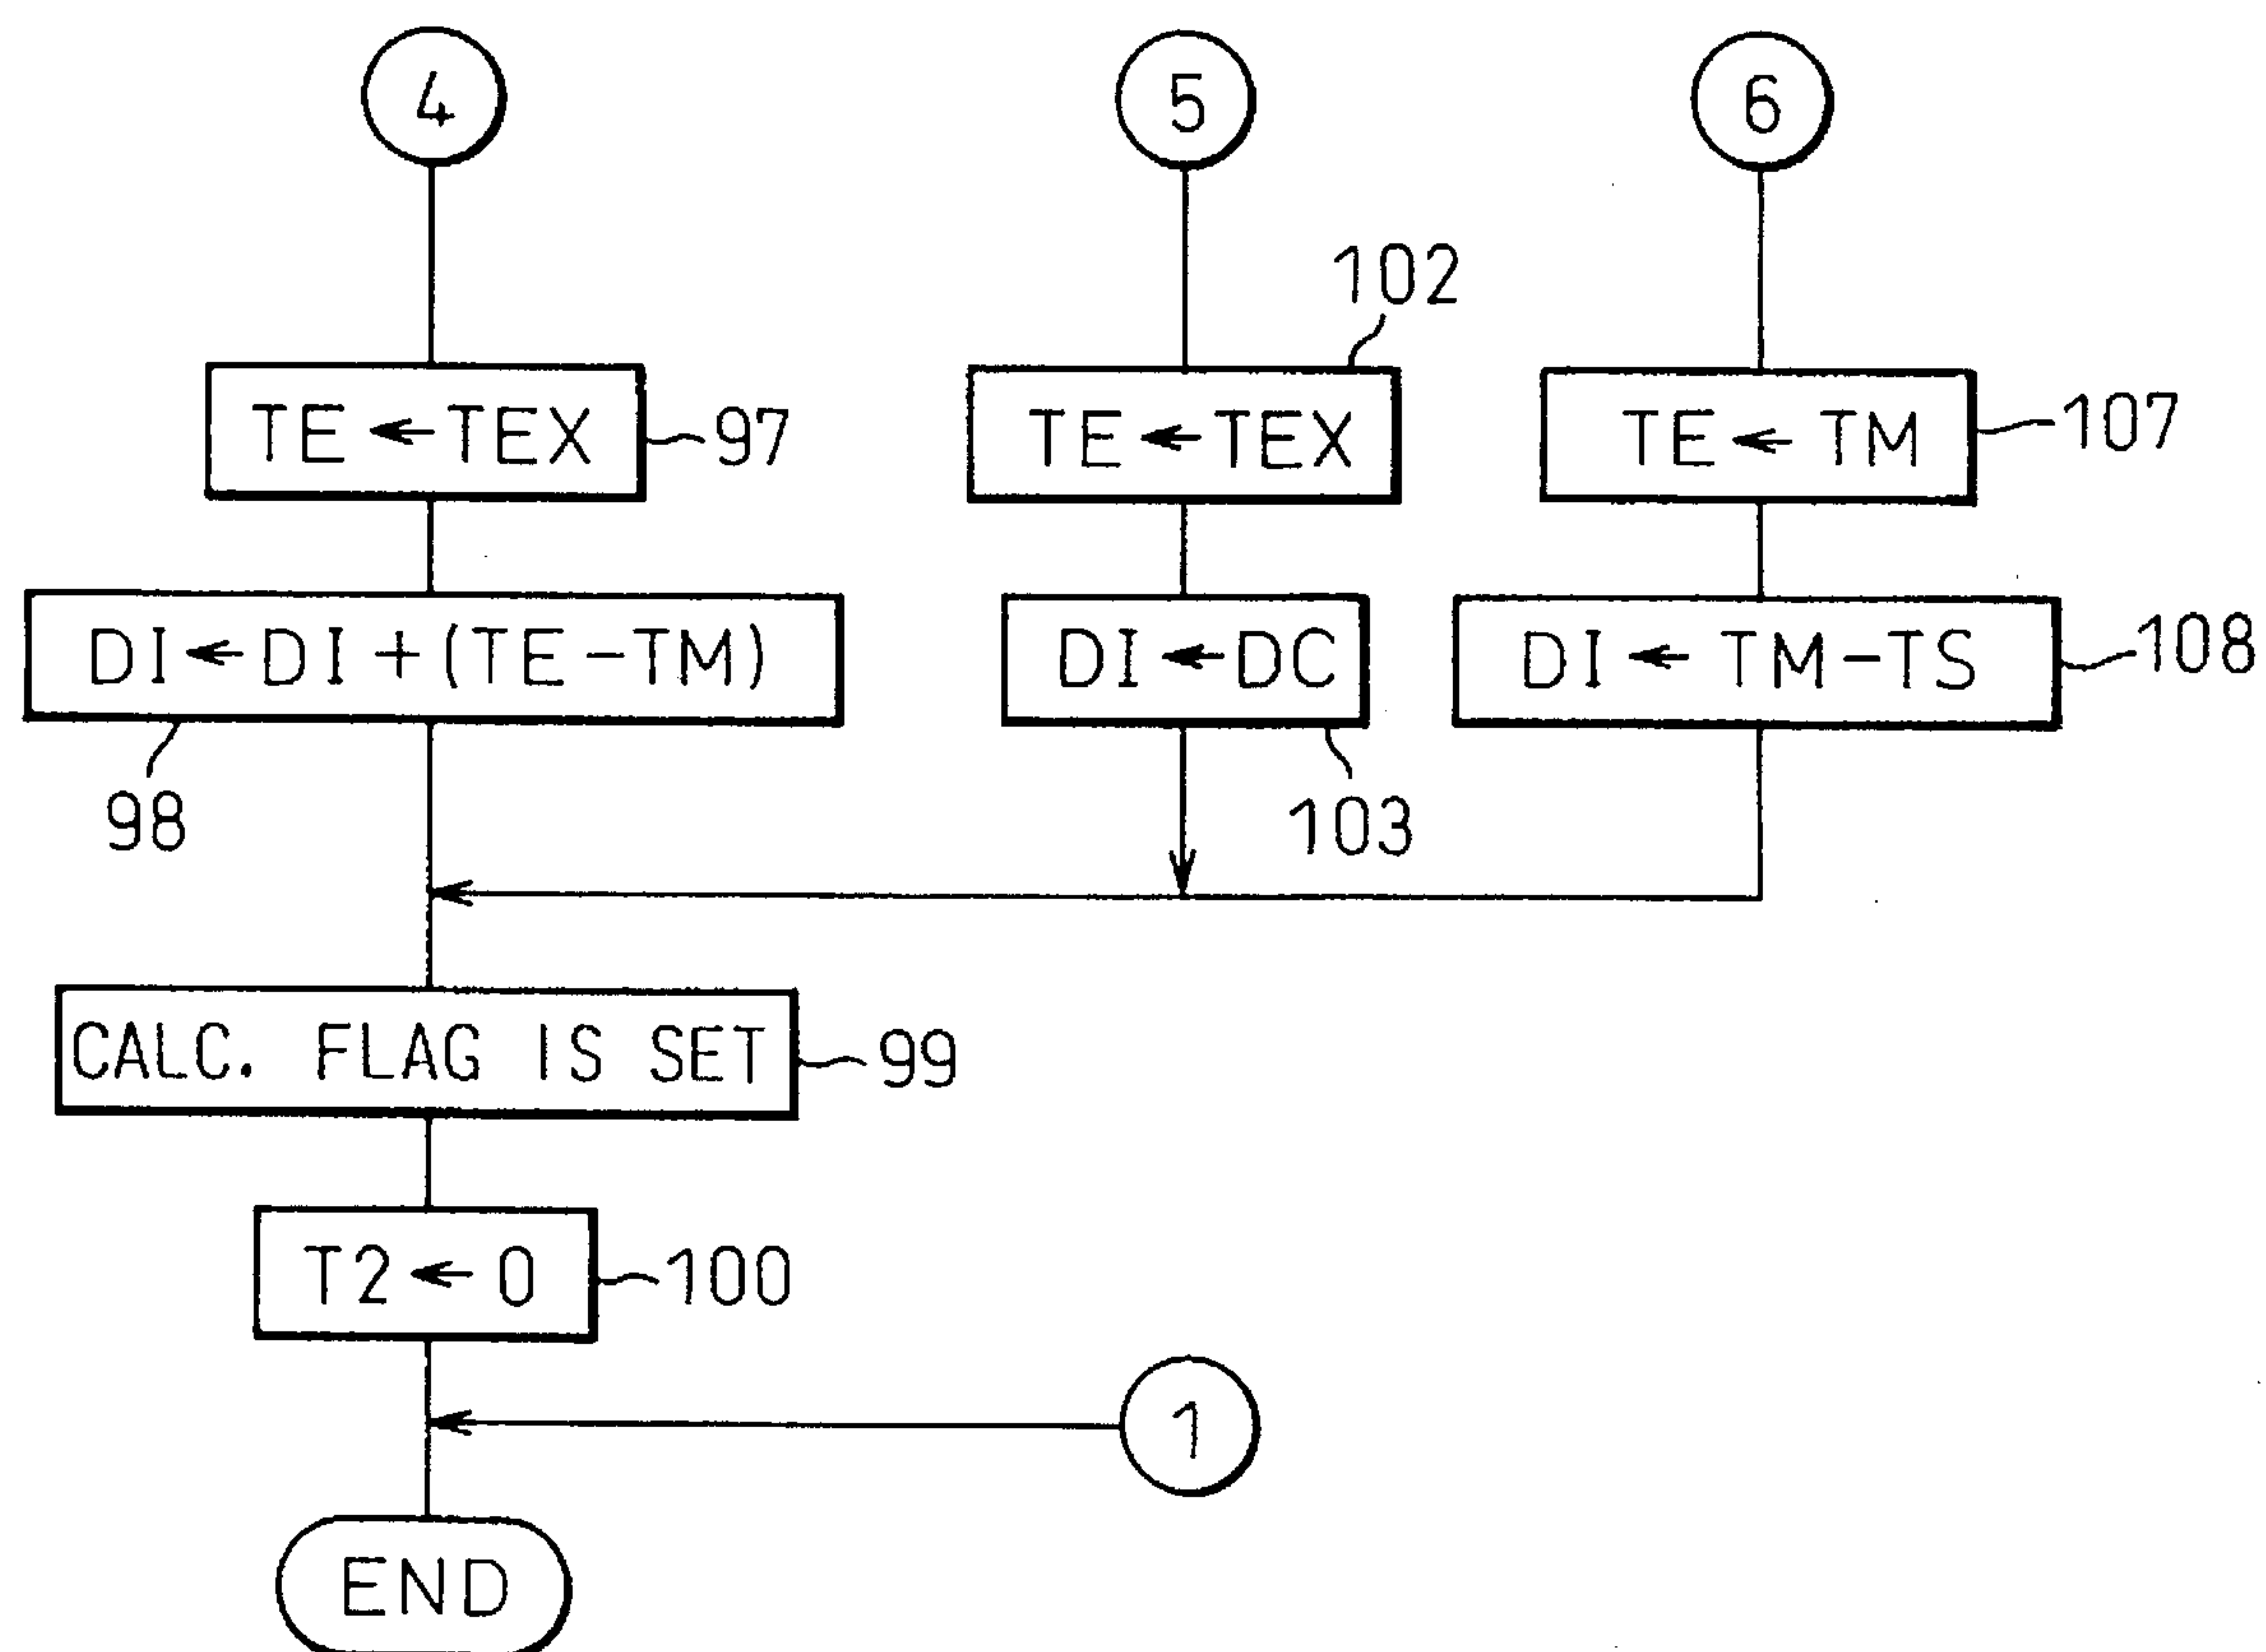 4 5 6
102
TE ← TEX 97 TE ← TEX TE ← TM 107
DI ← DI + (TE - TM) DI ← DC DI ← TM - TS 108
98 103
CALC. FLAG IS SET 99
T2 ← 0 100
1
END